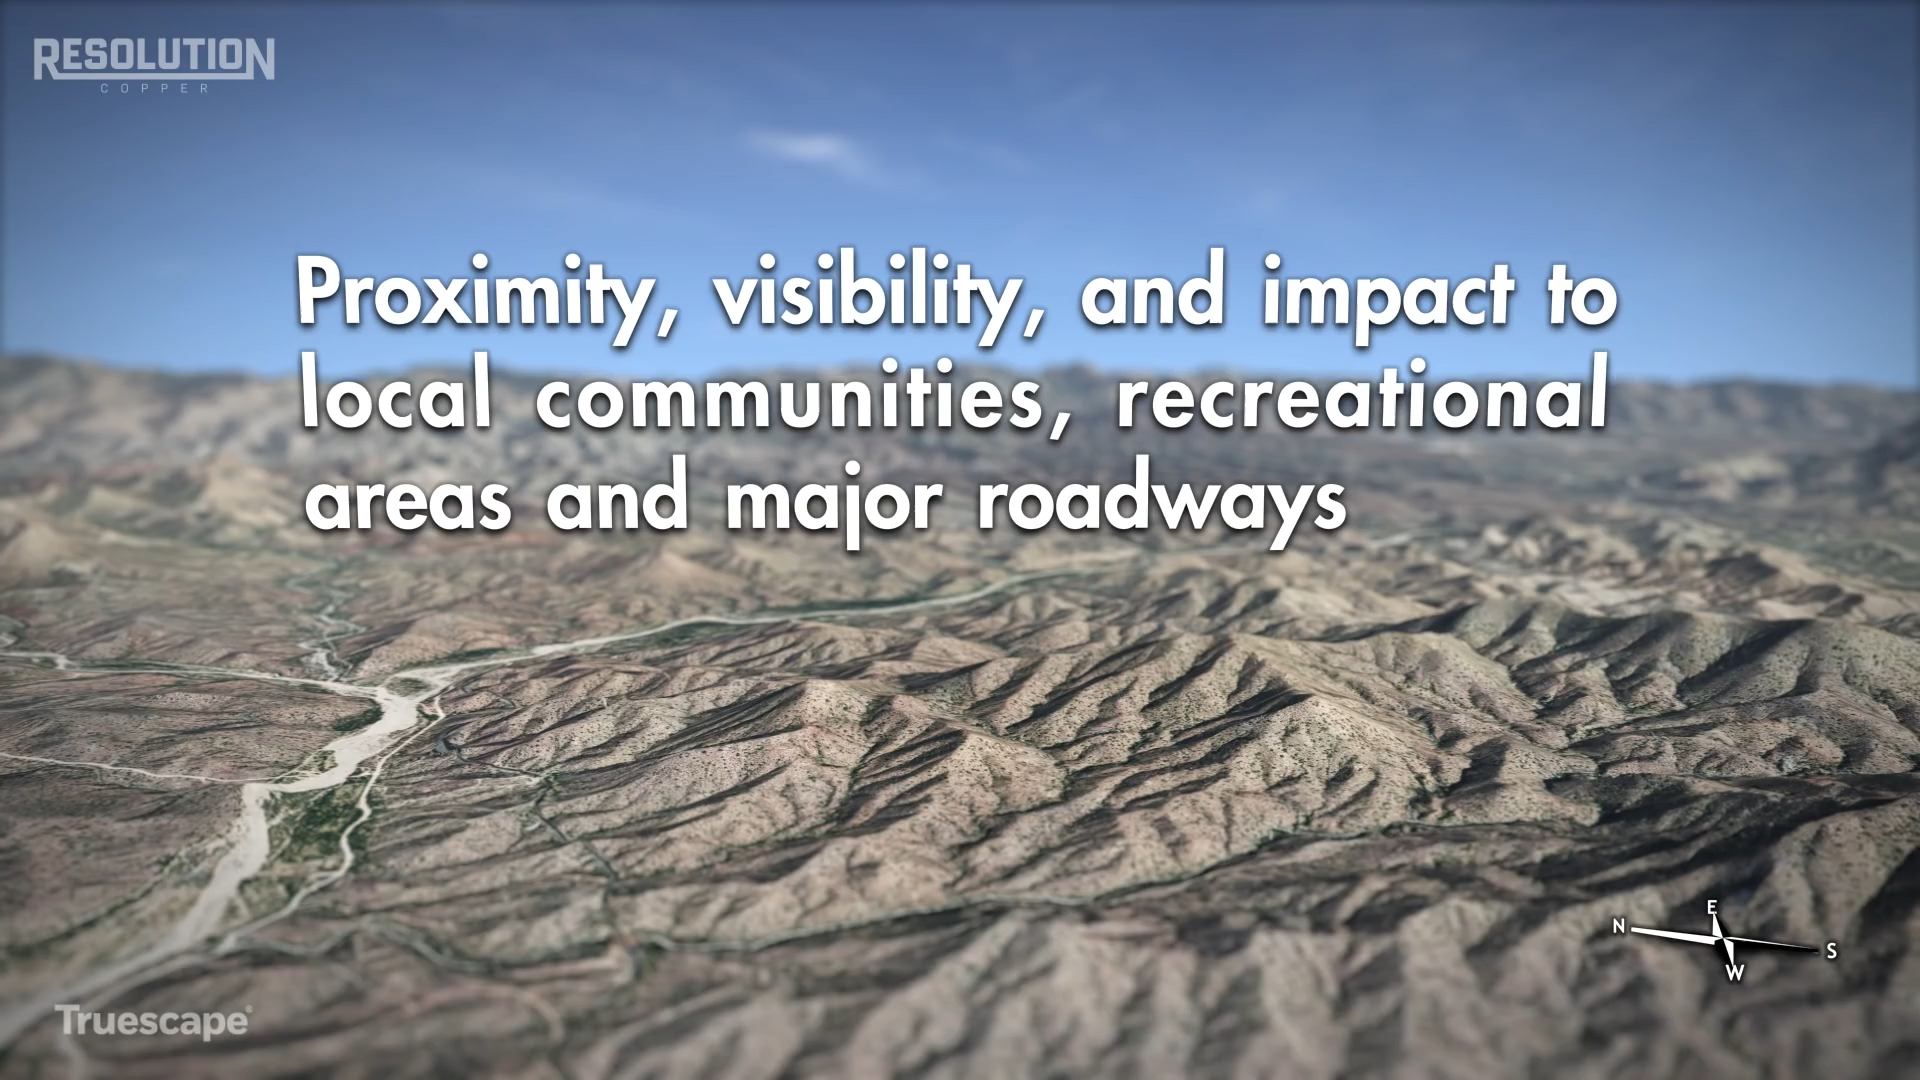 RESOLUTION
COPPER
Proximity, visibility, and impact to
local communities, recreational
areas and major roadways
E
N
S
W
Truescape®